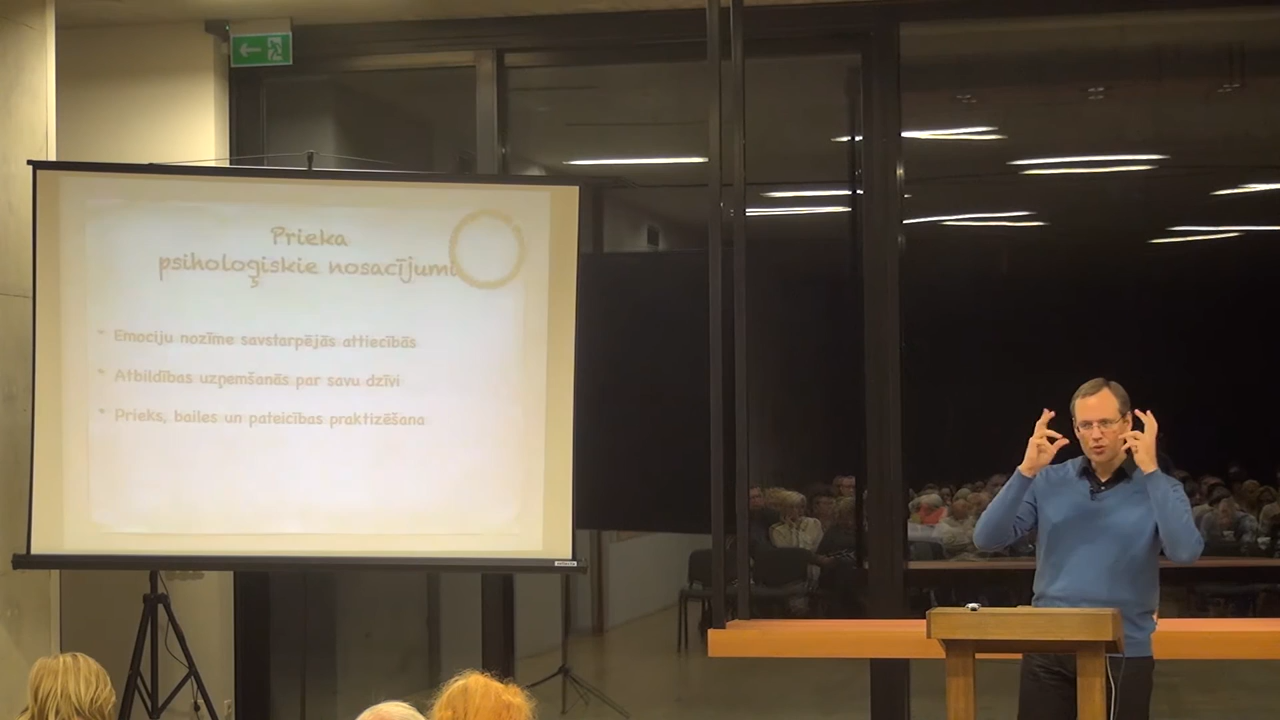 Prieka
psiholoģiskie nosacījumi
* Emociju nozīme savstarpējās attiecībās
* Atbildības uzņemšanās par savu dzīvi
* Prieks, bailes un pateicības praktizēšana